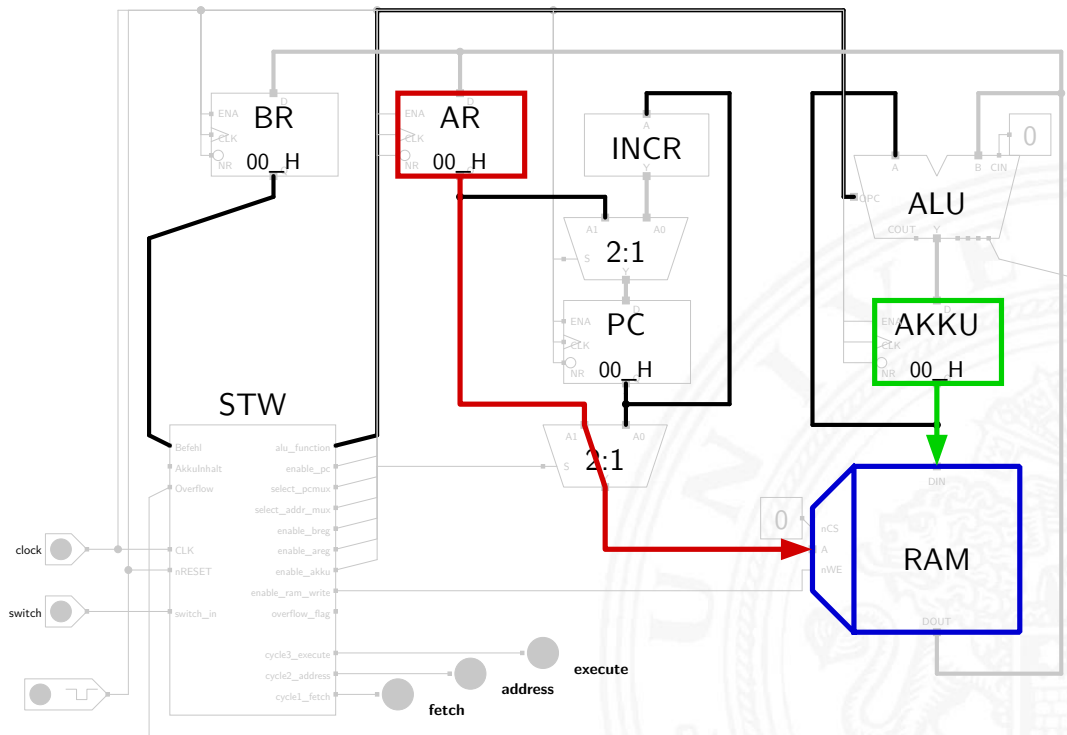 D
BR
ENA
CLK
NR
00_H
D
AR
ENA
CLK
NR
00_H
A
INCR
Y
A1
A0
2:1
S
Y
D
PC
ENA
CLK
NR
00_H
A1
A0
2:1
S
0
A
B
CIN
OPC
ALU
COUT
Y
D
AKKU
ENA
CLK
NR
00_H
DIN
0
nCS
A
nWE
RAM
DOUT
STW
Befehl
alu_function
AkkuInhalt
enable_pc
Overflow
select_pcmux
select_addr_mux
enable_breg
CLK
enable_areg
nRESET
enable_akku
enable_ram_write
switch_in
overflow_flag
cycle3_execute
cycle2_address
cycle1_fetch
clock
switch
execute
address
fetch
UNIVE